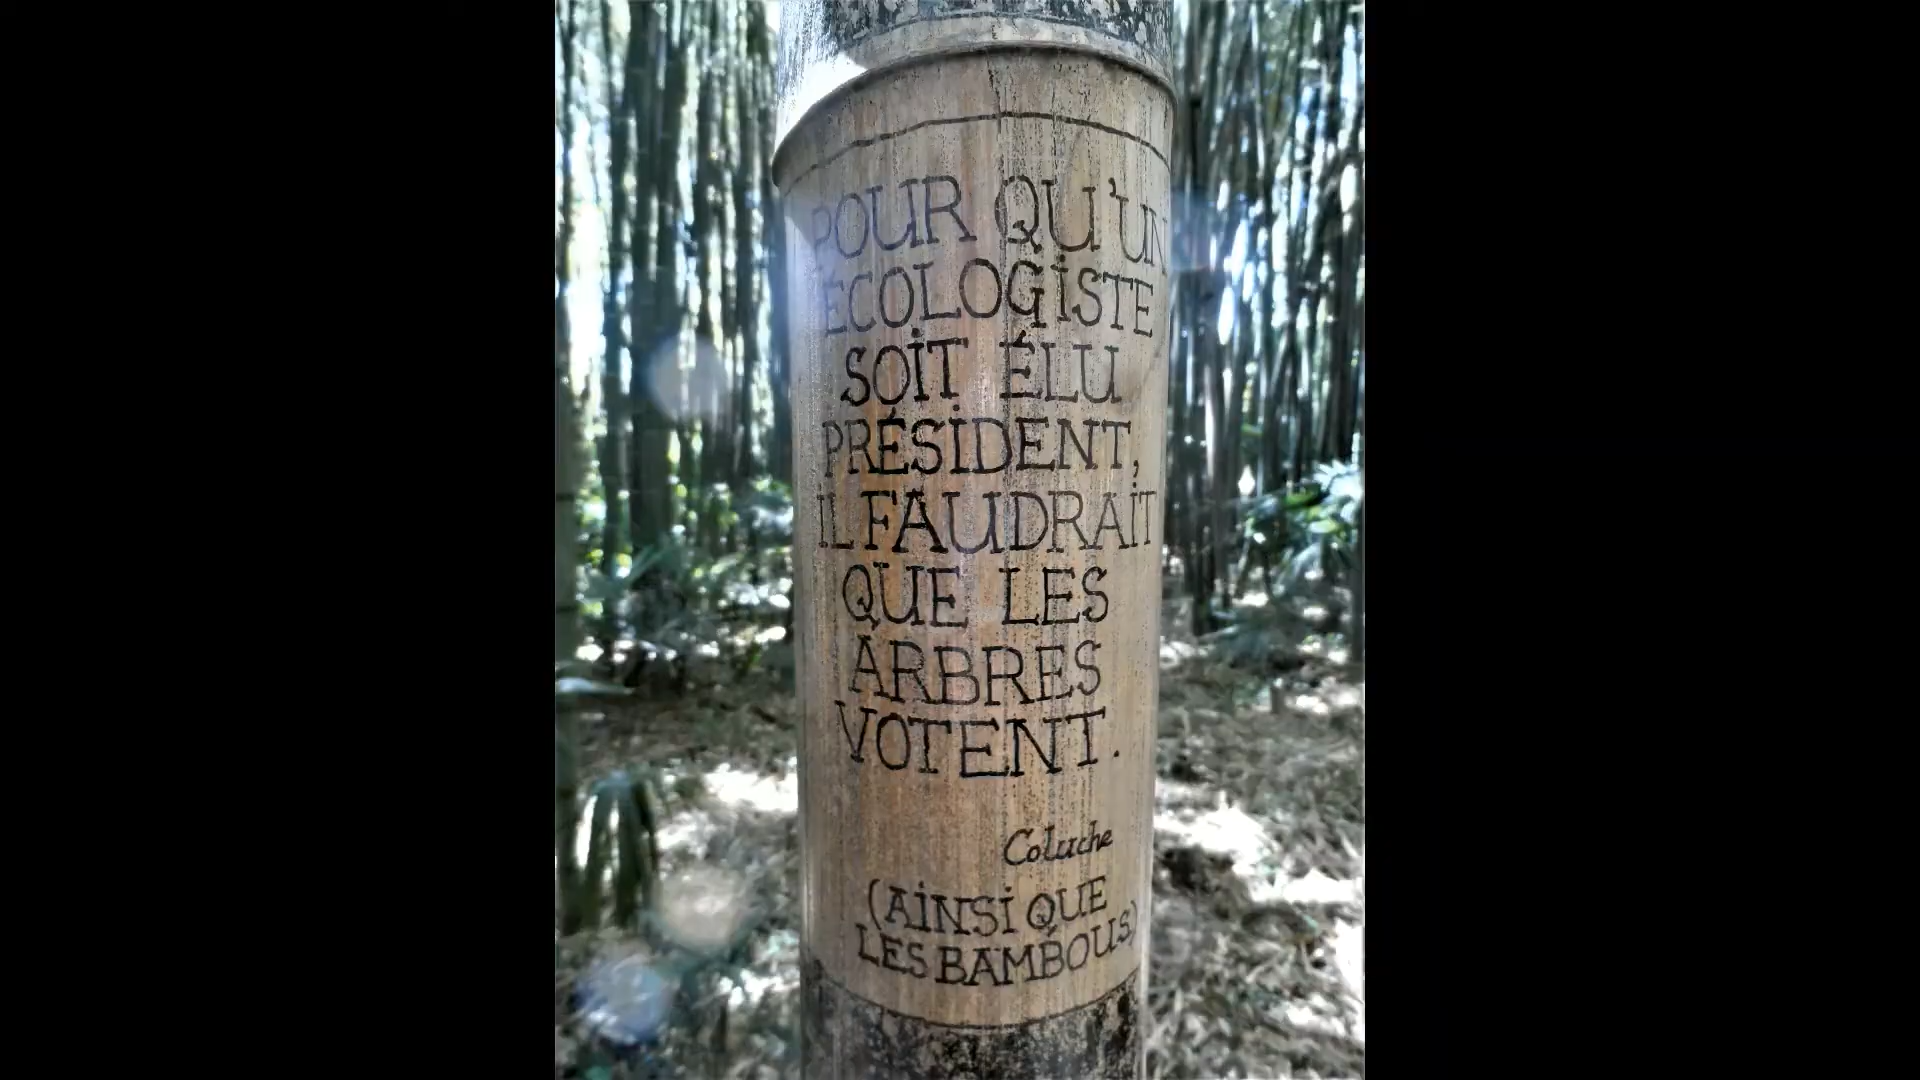 POUR QU'UN
ÉCOLOGISTE
SOIT ÉLU
PRÉSIDENT,
IL FAUDRAIT
QUE LES
ARBRES
VOTENT.
Coluche
(AINSI QUE
LES BAMBOUS)